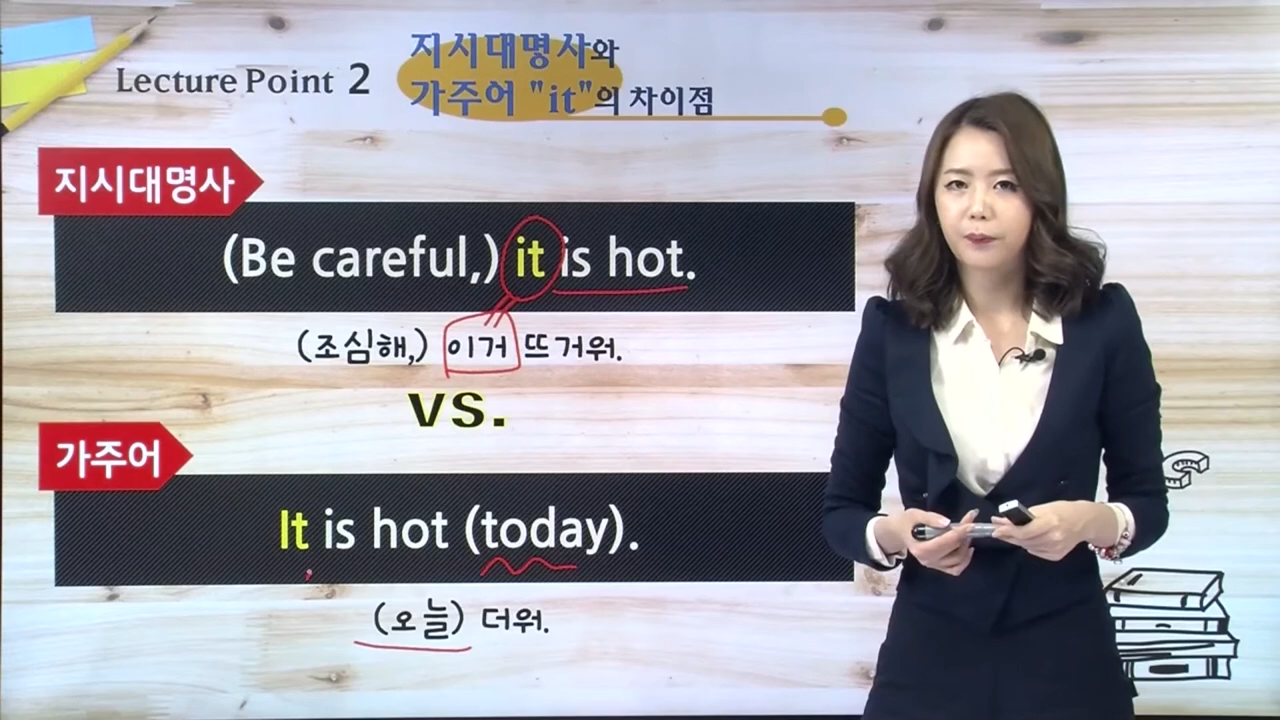 Lecture Point 2
지시대명사와
가주어 "it"의 차이점
지시대명사
(Be careful,) it is hot.
(조심해,) 이거 뜨거워.
vs.
가주어
It is hot (today).
(오늘) 더워.